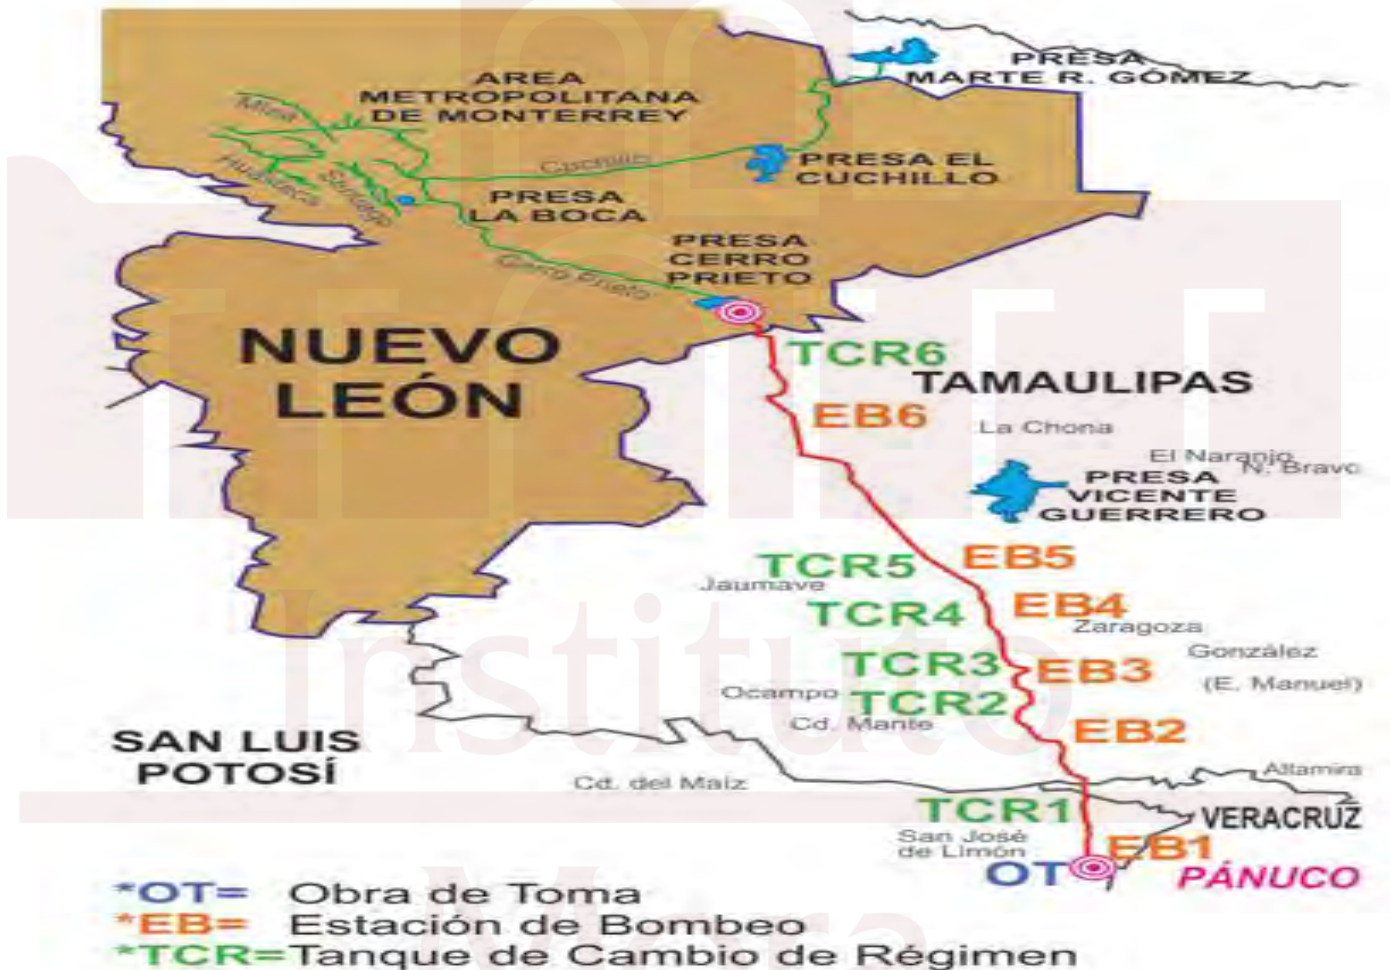 PRESA
MARTE R. GÓMEZ
AREA
METROPOLITANA
DE MONTERREY
Mina
Huasteca
Santiago
Cuchillo
PRESA EL
CUCHILLO
PRESA
LA BOCA
PRESA
CERRO
PRIETO
Cerro Prieto
NUEVO
LEÓN
TCR6
TAMAULIPAS
EB6
La Chona
El Naranjo
N. Bravo
PRESA
VICENTE
GUERRERO
TCR5
EB5
Jaumave
TCR4
EB4
Zaragoza
González
TCR3
EB3
(E. Manuel)
Ocampo
TCR2
Cd. Mante
EB2
SAN LUIS
POTOSÍ
Cd. del Maíz
Altamira
TCR1
VERACRUZ
San José
de Limón
EB1
OT
PÁNUCO
*OT= Obra de Toma
*EB= Estación de Bombeo
*TCR=Tanque de Cambio de Régimen
Instituto
Mora